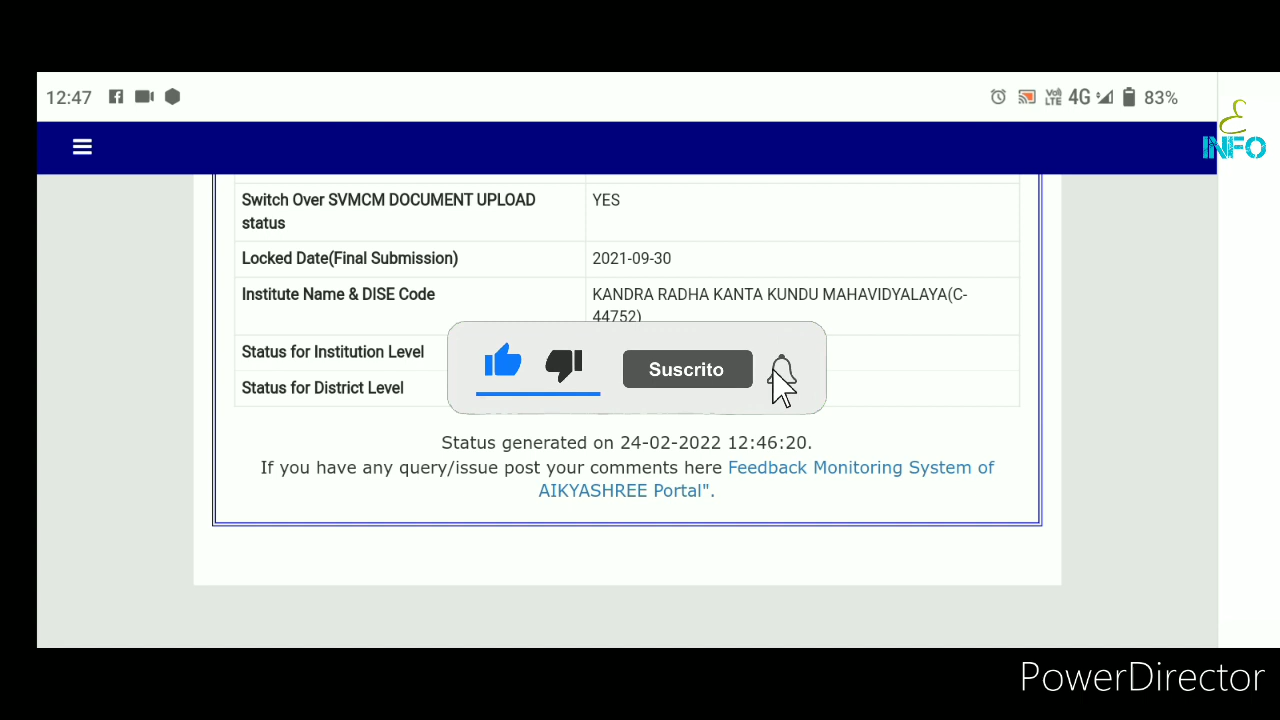 12:47
VoI) LTE 4G 83%
INFO
Switch Over SVMCM DOCUMENT UPLOAD YES
status
Locked Date(Final Submission) 2021-09-30
Institute Name & DISE Code KANDRA RADHA KANTA KUNDU MAHAVIDYALAYA(C-
44752)
Status for Institution Level
Suscrito
Status for District Level
Status generated on 24-02-2022 12:46:20.
If you have any query/issue post your comments here Feedback Monitoring System of
AIKYASHREE Portal".
PowerDirector